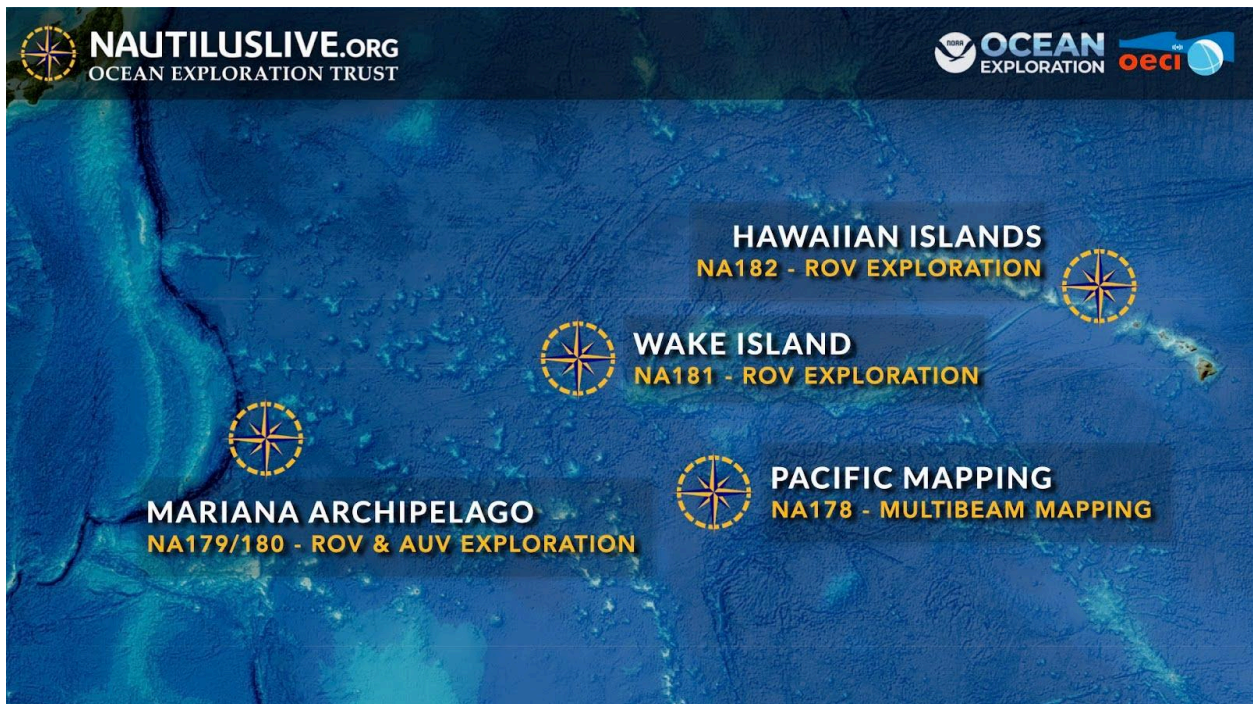 NAUTILUSLIVE.ORG
OCEAN EXPLORATION TRUST
NOAA
OCEAN
EXPLORATION
oeci
HAWAIIAN ISLANDS
NA182 - ROV EXPLORATION
WAKE ISLAND
NA181 - ROV EXPLORATION
PACIFIC MAPPING
NA178 - MULTIBEAM MAPPING
MARIANA ARCHIPELAGO
NA179/180 - ROV & AUV EXPLORATION